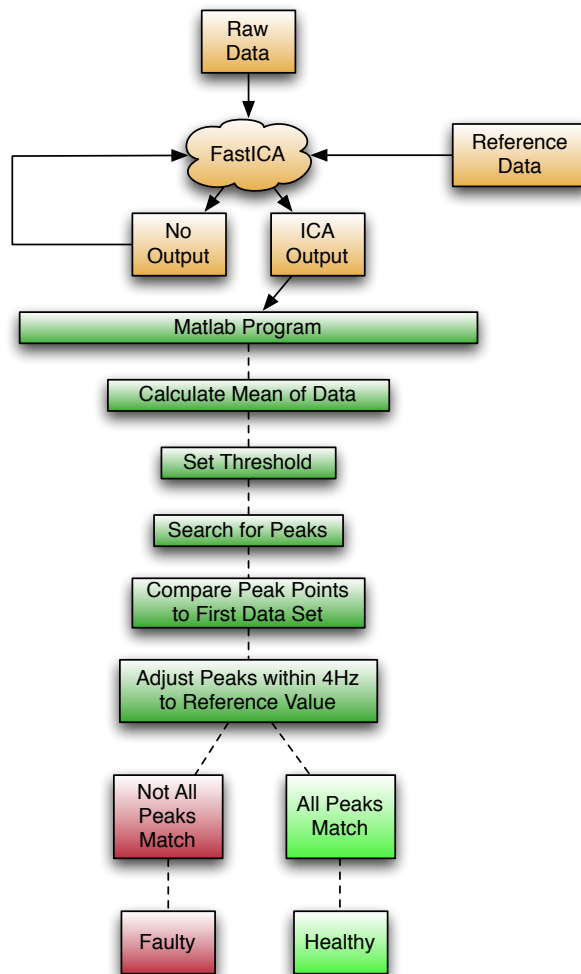 Raw
Data
FastICA
Reference
Data
No
Output
ICA
Output
Matlab Program
Calculate Mean of Data
Set Threshold
Search for Peaks
Compare Peak Points
to First Data Set
Adjust Peaks within 4Hz
to Reference Value
Not All
Peaks
Match
All Peaks
Match
Faulty
Healthy